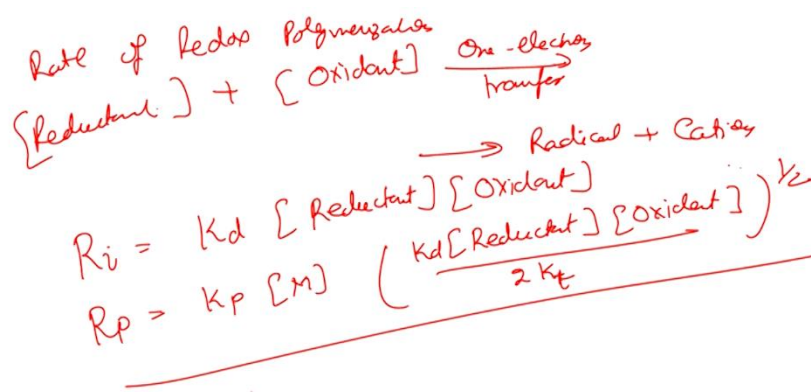 Rate of Redox Polymerization
[Reductant] + [Oxidant] One-electron transfer →
→ Radical + Cation
Ri = Kd [Reductant] [Oxidant]
Rp = Kp [M] (Kd [Reductant] [Oxidant] / 2 Kt)^1/2